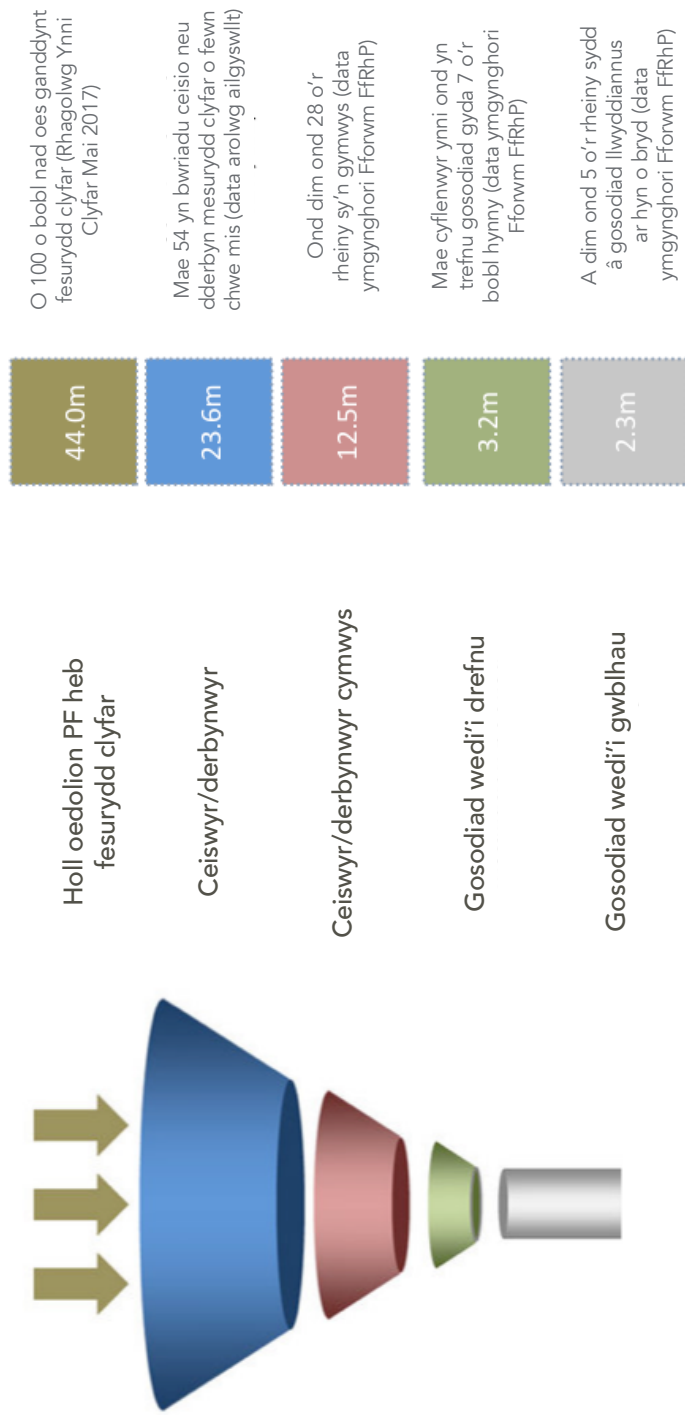 Holl oedolion PF heb
fesurydd clyfar
44.0m
O 100 o bobl nad oes ganddynt
fesurydd clyfar (Rhagolwg Ynni
Clyfar Mai 2017)
Ceiswyr/derbynwyr
23.6m
Mae 54 yn bwriadu ceisio neu
dderbyn mesurydd clyfar o fewn
chwe mis (data arolwg ailgyswllt)
Ceiswyr/derbynwyr cymwys
12.5m
Ond dim ond 28 o'r
rheiny sy'n gymwys (data
ymgynghori Fforwm FfRhP)
Gosodiad wedi'i drefnu
3.2m
Mae cyflenwyr ynni ond yn
trefnu gosodiad gyda 7 o'r
bobl hynny (data ymgynghori
Fforwm FfRhP)
Gosodiad wedi'i gwblhau
2.3m
A dim ond 5 o'r rheiny sydd
â gosodiad llwyddiannus
ar hyn o bryd (data
ymgynghori Fforwm FfRhP)